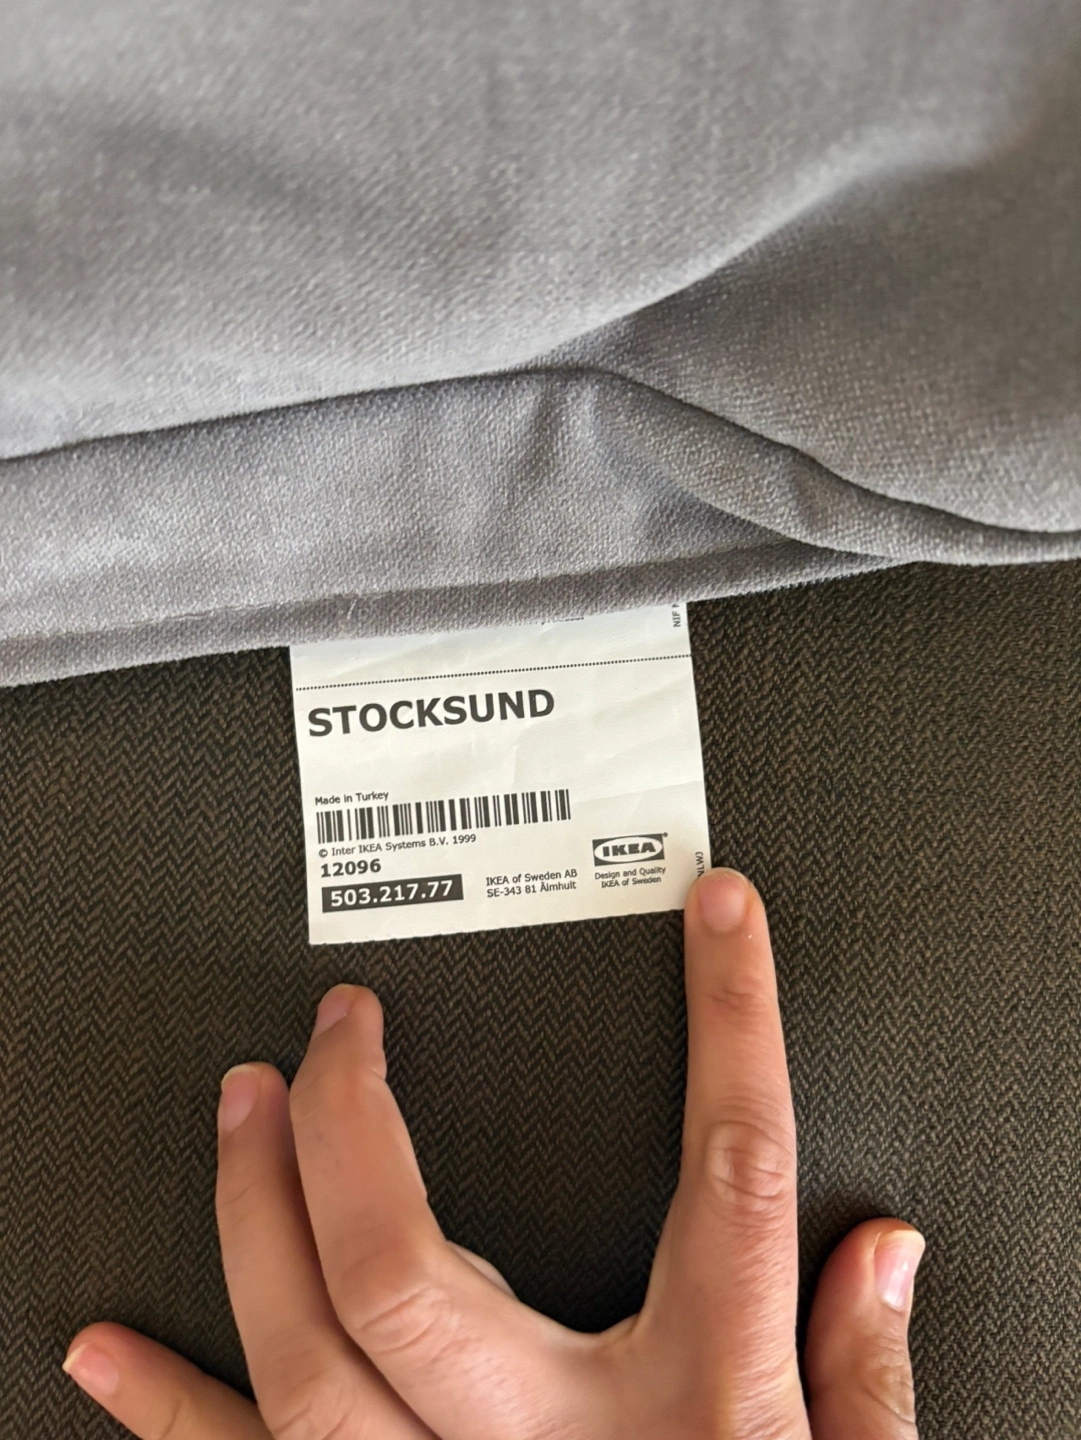 NIF
STOCKSUND
Made in Turkey
© Inter IKEA Systems B.V. 1999
12096
503.217.77
IKEA of Sweden AB
SE-343 81 Älmhult
IKEA®
Design and Quality
IKEA of Sweden